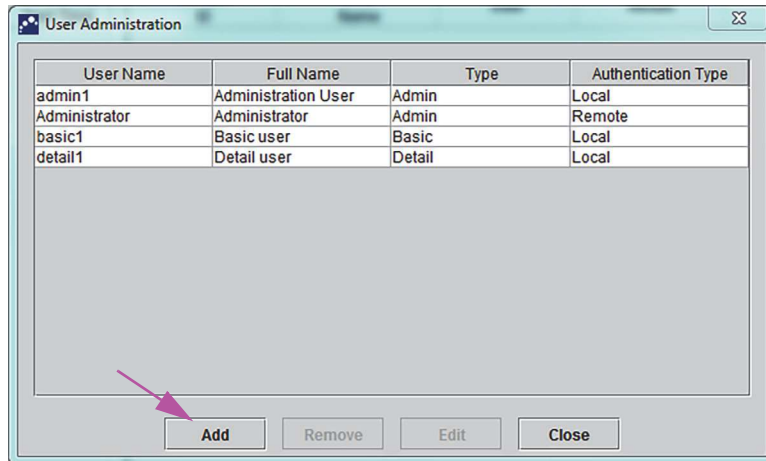 User Administration
User Name Full Name Type Authentication Type
admin1 Administration User Admin Local
Administrator Administrator Admin Remote
basic1 Basic user Basic Local
detail1 Detail user Detail Local
Add Remove Edit Close